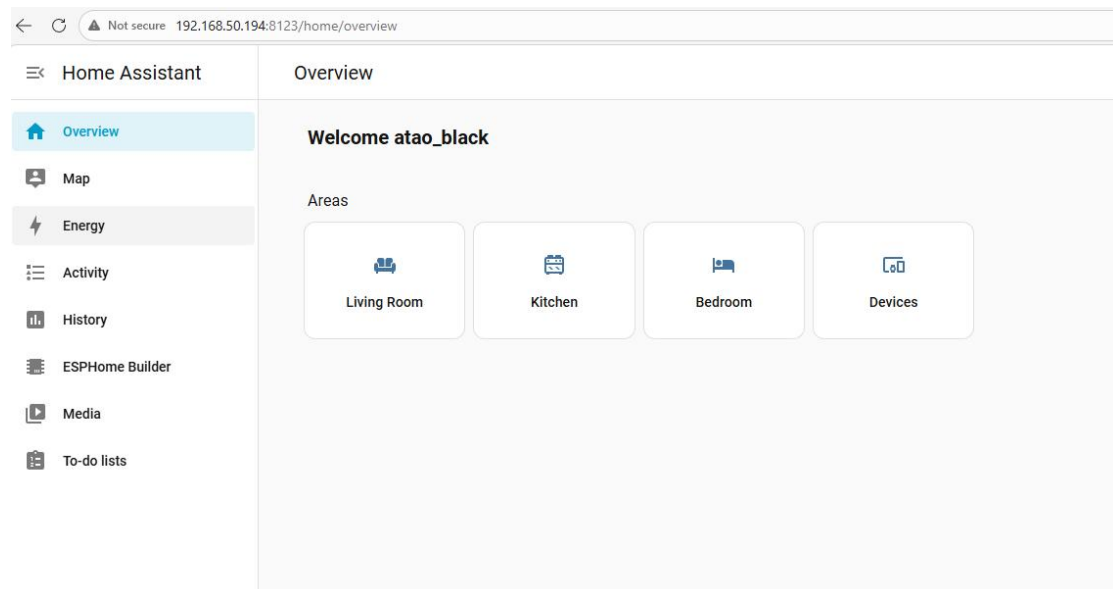 Not secure 192.168.50.194:8123/home/overview
Home Assistant
Overview
Overview
Map
Energy
Activity
History
ESPHome Builder
Media
To-do lists
Welcome atao_black
Areas
Living Room
Kitchen
Bedroom
Devices